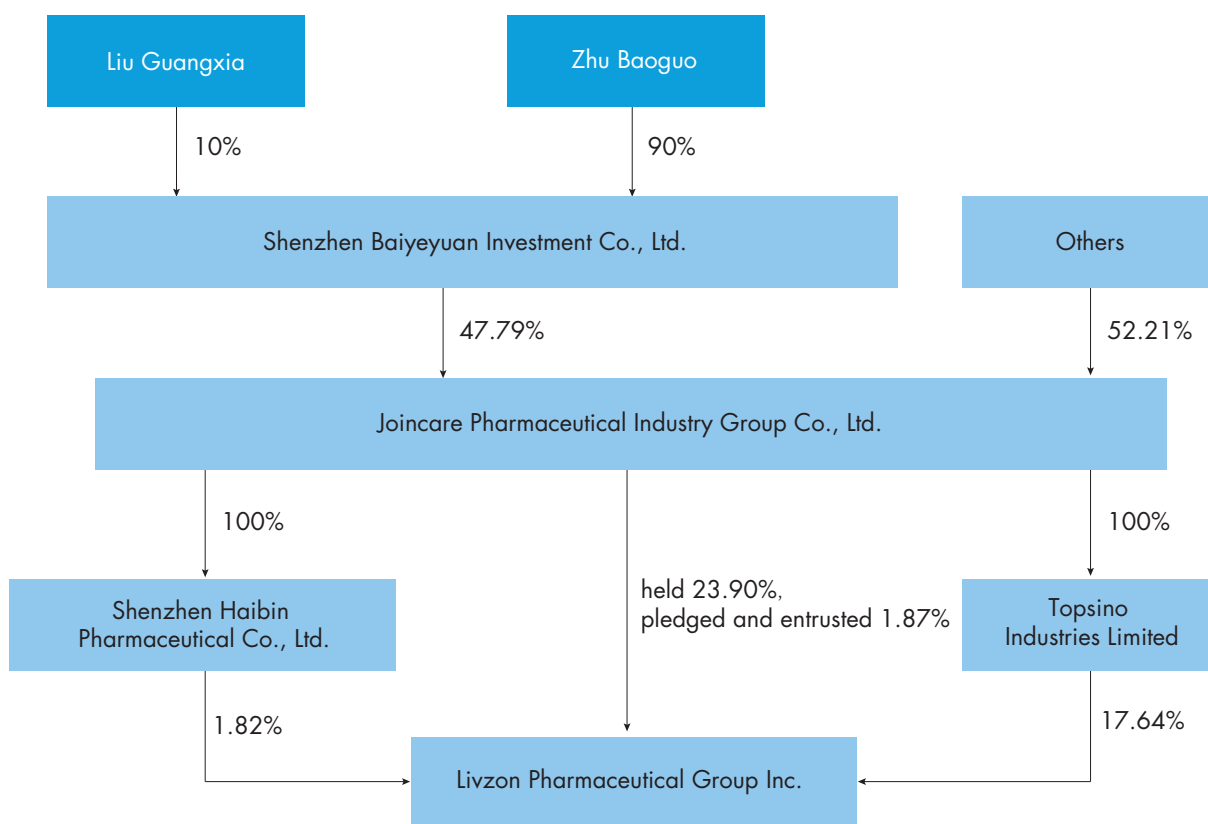 Liu Guangxia
Zhu Baoguo
10%
90%
Shenzhen Baiyeyuan Investment Co., Ltd.
Others
47.79%
52.21%
Joincare Pharmaceutical Industry Group Co., Ltd.
100%
100%
held 23.90%,
pledged and entrusted 1.87%
Shenzhen Haibin
Pharmaceutical Co., Ltd.
Topsino
Industries Limited
1.82%
17.64%
Livzon Pharmaceutical Group Inc.